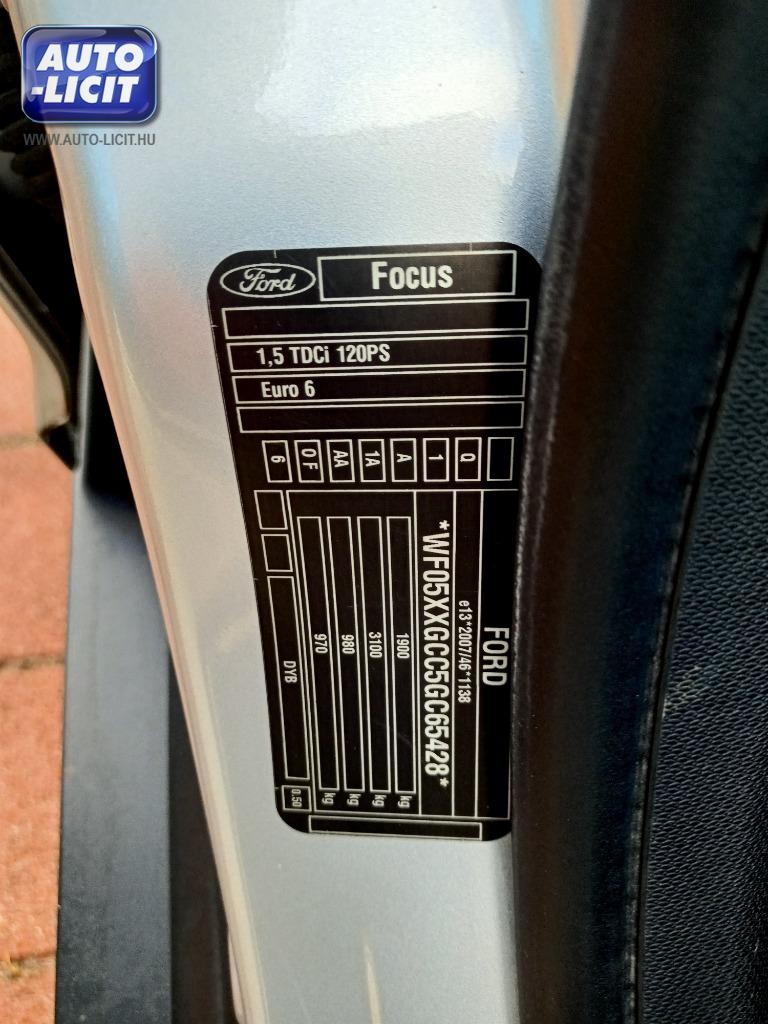 AUTO
-LICIT
WWW.AUTO-LICIT.HU
Ford
Focus
1,5 TDCi 120PS
Euro 6
6
0 F
AA
1A
A
1
Q
FORD
e13*2007/46*1138
*WF05XXGCC5GC65428*
1900 kg
3100 kg
980 kg
970 kg
DYB
0.50